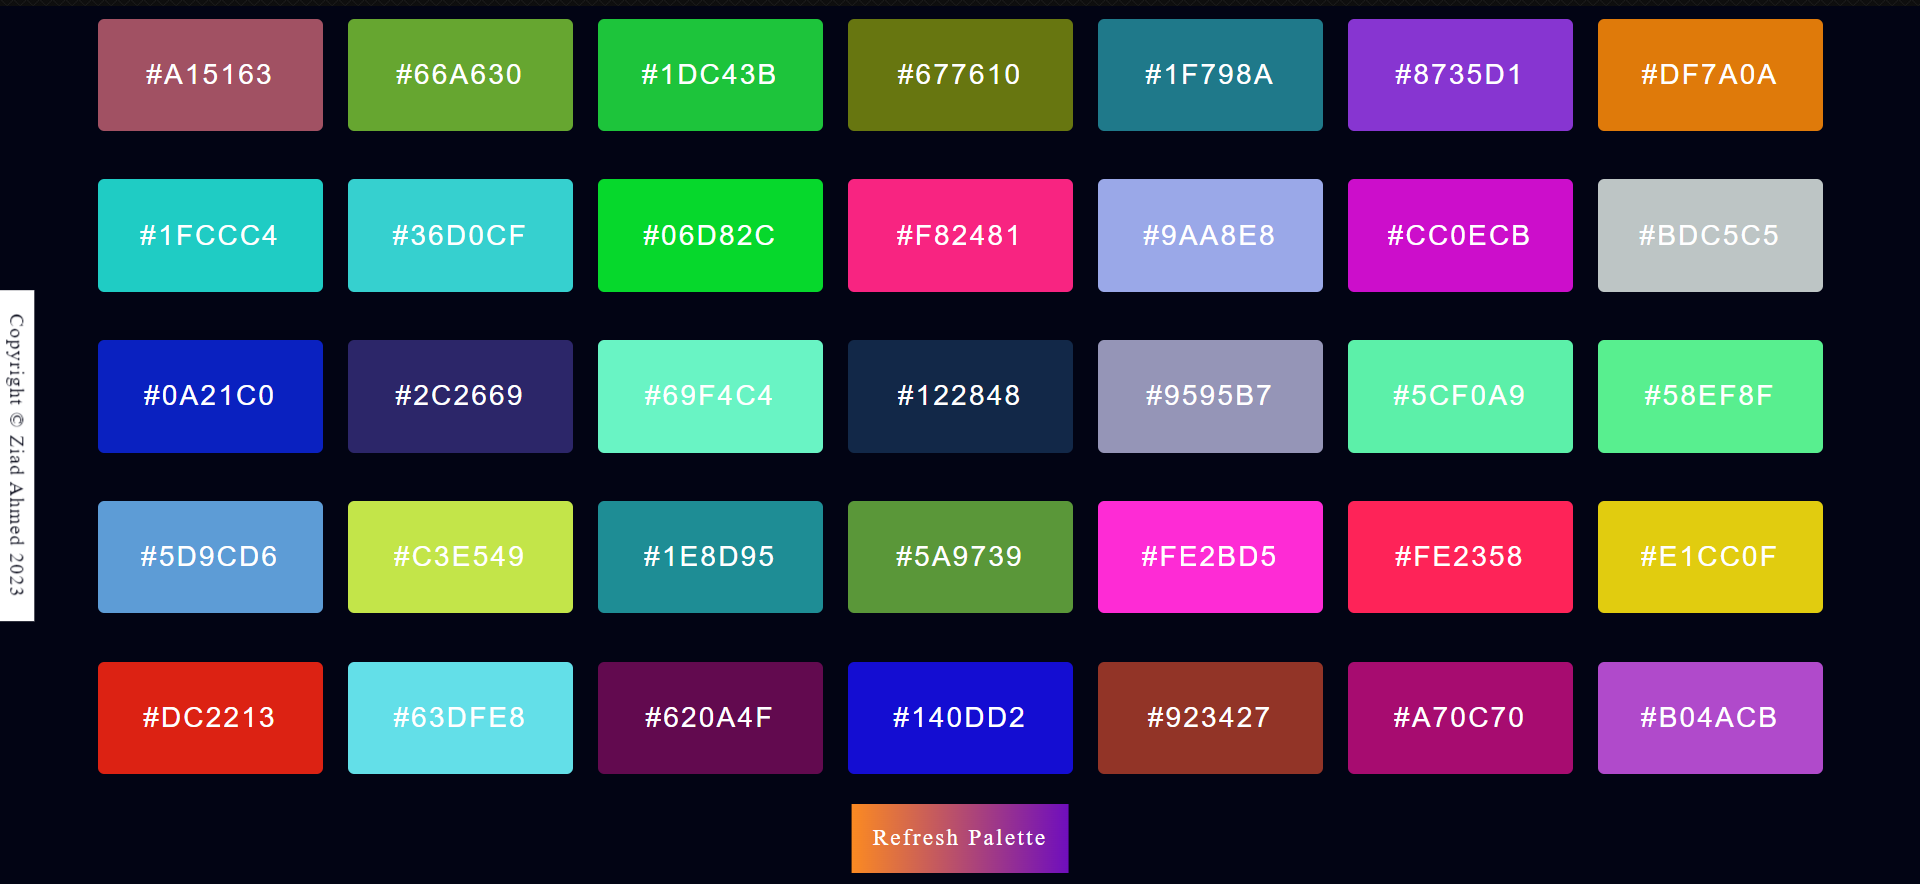 #A15163 #66A630 #1DC43B #677610 #1F798A #8735D1 #DF7A0A
#1FCCC4 #36D0CF #06D82C #F82481 #9AA8E8 #CC0ECB #BDC5C5
#0A21C0 #2C2669 #69F4C4 #122848 #9595B7 #5CF0A9 #58EF8F
#5D9CD6 #C3E549 #1E8D95 #5A9739 #FE2BD5 #FE2358 #E1CC0F
#DC2213 #63DFE8 #620A4F #140DD2 #923427 #A70C70 #B04ACB
Refresh Palette
Copyright © Ziad Ahmed 2023